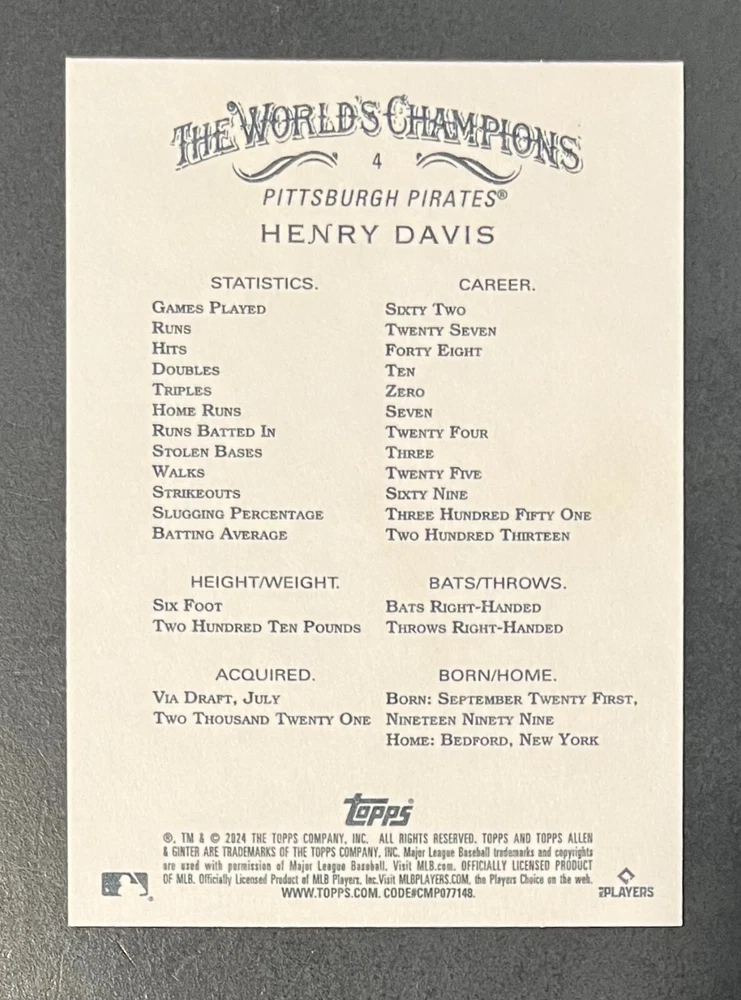 THE WORLD'S CHAMPIONS
4
PITTSBURGH PIRATES®
HENRY DAVIS
STATISTICS. CAREER.
GAMES PLAYED SIXTY TWO
RUNS TWENTY SEVEN
HITS FORTY EIGHT
DOUBLES TEN
TRIPLES ZERO
HOME RUNS SEVEN
RUNS BATTED IN TWENTY FOUR
STOLEN BASES THREE
WALKS TWENTY FIVE
STRIKEOUTS SIXTY NINE
SLUGGING PERCENTAGE THREE HUNDRED FIFTY ONE
BATTING AVERAGE TWO HUNDRED THIRTEEN
HEIGHT/WEIGHT. BATS/THROWS.
SIX FOOT BATS RIGHT-HANDED
TWO HUNDRED TEN POUNDS THROWS RIGHT-HANDED
ACQUIRED. BORN/HOME.
VIA DRAFT, JULY BORN: SEPTEMBER TWENTY FIRST,
TWO THOUSAND TWENTY ONE NINETEEN NINETY NINE
HOME: BEDFORD, NEW YORK
Topps
®, TM & © 2024 THE TOPPS COMPANY, INC. ALL RIGHTS RESERVED. TOPPS AND TOPPS ALLEN
& GINTER ARE TRADEMARKS OF THE TOPPS COMPANY, INC. Major League Baseball trademarks and copyrights
are used with permission of Major League Baseball. Visit MLB.com. OFFICIALLY LICENSED PRODUCT
OF MLB. Officially Licensed Product of MLB Players, Inc. Visit MLBPLAYERS.COM, the Players Choice on the web.
WWW.TOPPS.COM. CODE#CMP077148.
PLAYERS